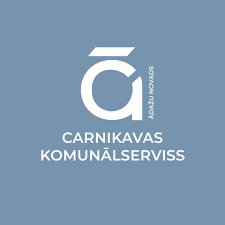 ā
ĀDAŽU NOVADS
CARNIKAVAS
KOMUNĀLSERVISS